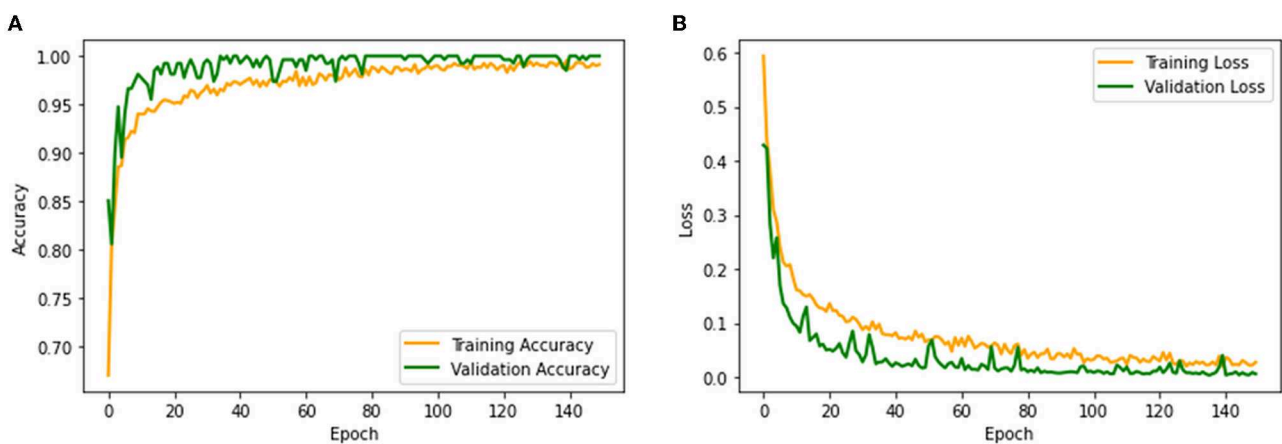 A
1.00
0.95
0.90
0.85
0.80
0.75
0.70
Accuracy
Training Accuracy
Validation Accuracy
0 20 40 60 80 100 120 140
Epoch
B
0.6
0.5
0.4
0.3
0.2
0.1
0.0
Loss
Training Loss
Validation Loss
0 20 40 60 80 100 120 140
Epoch